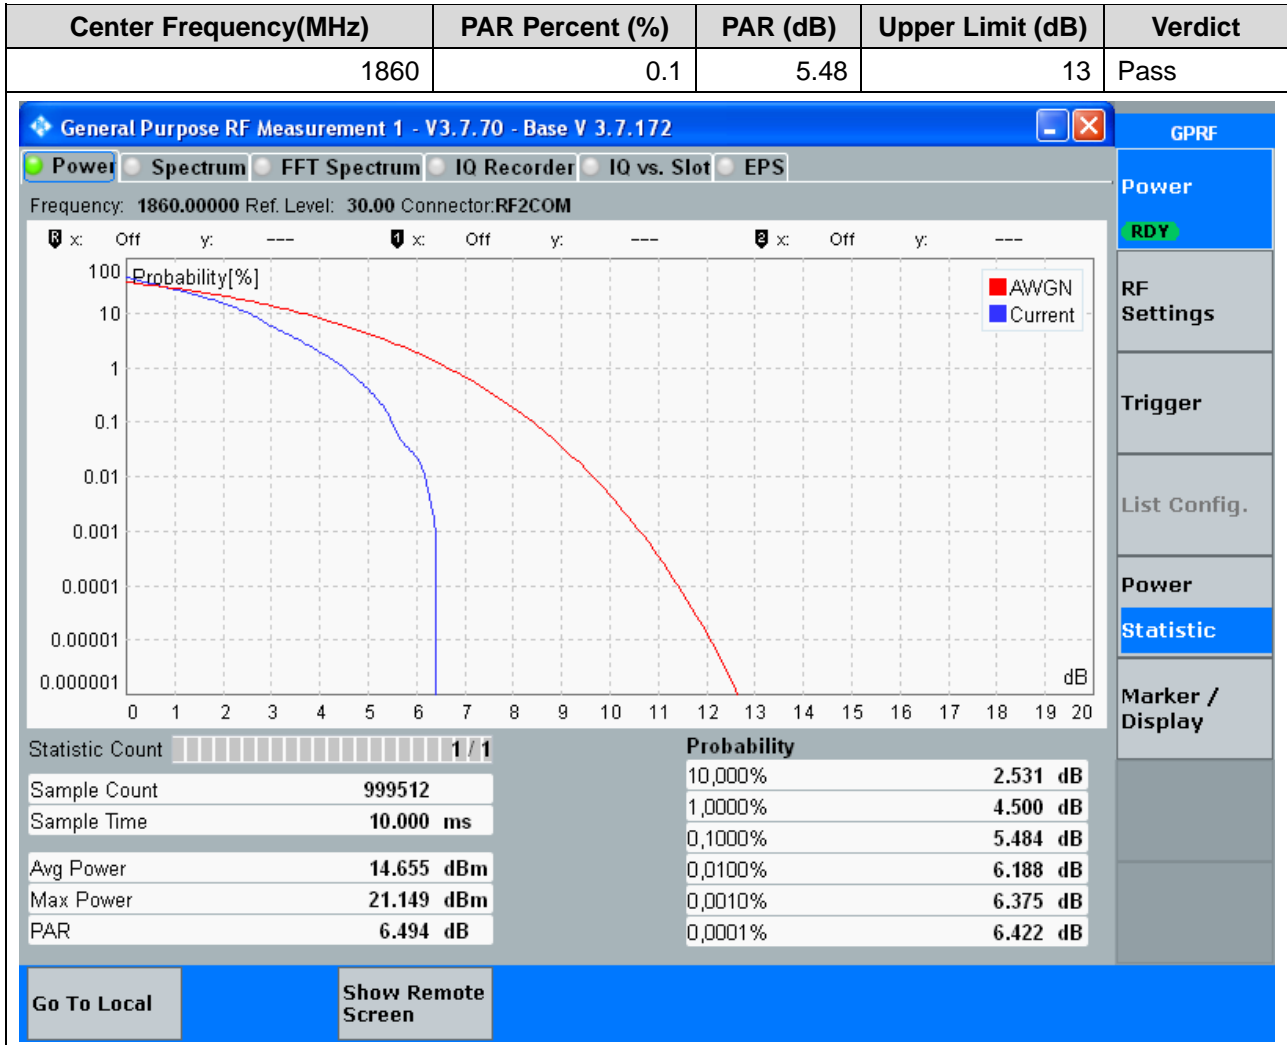 Center Frequency(MHz) PAR Percent (%) PAR (dB) Upper Limit (dB) Verdict
1860 0.1 5.48 13 Pass
General Purpose RF Measurement 1 - V3.7.70 - Base V 3.7.172
GPRF
Power Spectrum FFT Spectrum IQ Recorder IQ vs. Slot EPS
Power
RDY
Frequency: 1860.00000 Ref. Level: 30.00 Connector:RF2COM
R x: Off y: --- 1 x: Off y: --- 2 x: Off y: ---
Probability[%]
100
10
1
0.1
0.01
0.001
0.0001
0.00001
0.000001
AWGN
Current
dB
0 1 2 3 4 5 6 7 8 9 10 11 12 13 14 15 16 17 18 19 20
RF
Settings
Trigger
List Config.
Power
Statistic
Marker /
Display
Statistic Count 1 / 1
Sample Count 999512
Sample Time 10.000 ms
Avg Power 14.655 dBm
Max Power 21.149 dBm
PAR 6.494 dB
Probability
10,000% 2.531 dB
1,0000% 4.500 dB
0,1000% 5.484 dB
0,0100% 6.188 dB
0,0010% 6.375 dB
0,0001% 6.422 dB
Go To Local
Show Remote
Screen